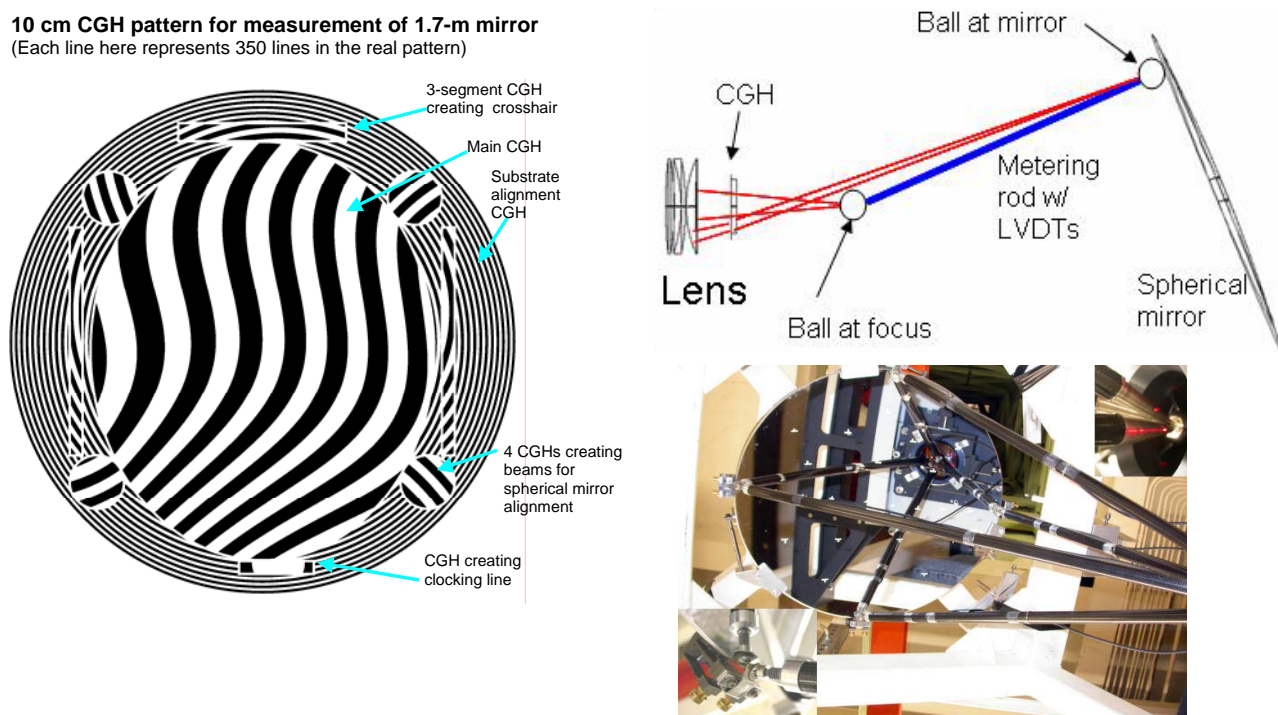 10 cm CGH pattern for measurement of 1.7-m mirror
(Each line here represents 350 lines in the real pattern)
3-segment CGH
creating crosshair
Main CGH
Substrate
alignment
CGH
4 CGHs creating
beams for
spherical mirror
alignment
CGH creating
clocking line
Ball at mirror
CGH
Metering
rod w/
LVDTs
Lens
Ball at focus
Spherical
mirror